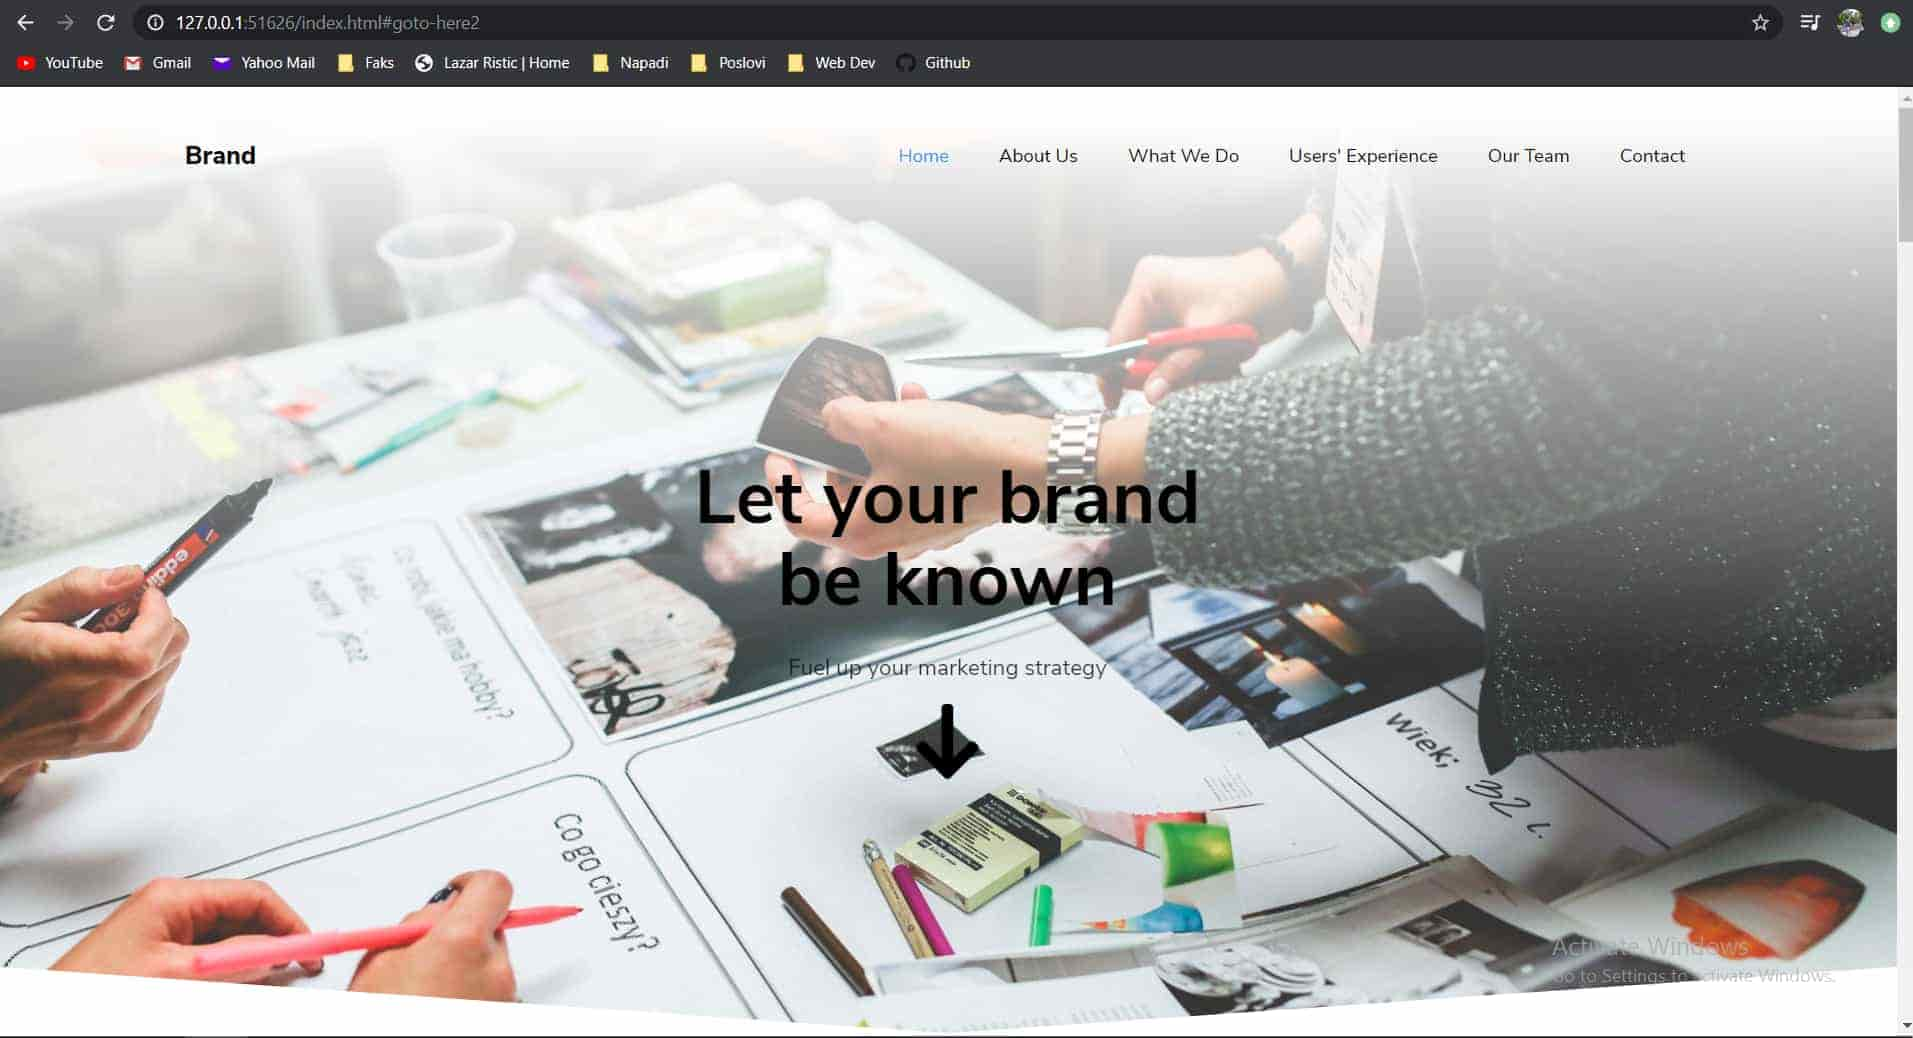 127.0.0.1:51626/index.html#goto-here2
YouTube Gmail Yahoo Mail Faks Lazar Ristic | Home Napadi Poslovi Web Dev Github
Brand Home About Us What We Do Users' Experience Our Team Contact
Let your brand
be known
Fuel up your marketing strategy
edding
Co robi, jakie ma hobby?
wiek; 32 l.
Co go cieszy?
Activate Windows
Go to Settings to activate Windows.